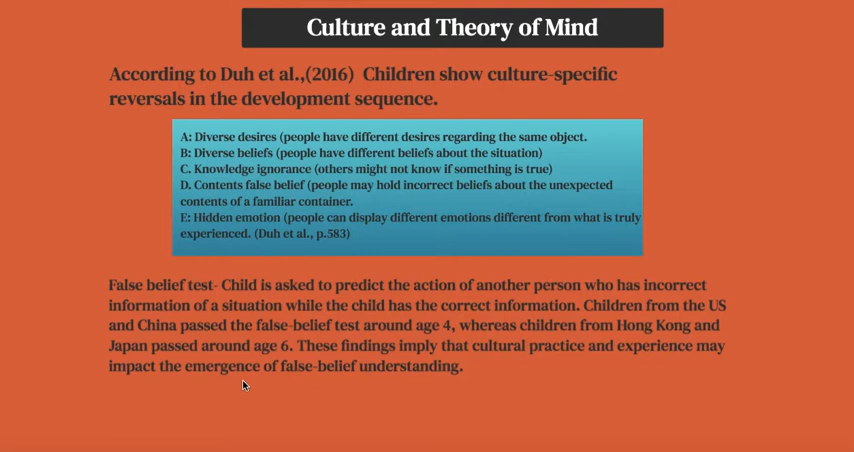 Culture and Theory of Mind
According to Duh et al.,(2016) Children show culture-specific
reversals in the development sequence.
A: Diverse desires (people have different desires regarding the same object.
B: Diverse beliefs (people have different beliefs about the situation)
C. Knowledge ignorance (others might not know if something is true)
D. Contents false belief (people may hold incorrect beliefs about the unexpected
contents of a familiar container.
E: Hidden emotion (people can display different emotions different from what is truly
experienced. (Duh et al., p.583)
False belief test- Child is asked to predict the action of another person who has incorrect
information of a situation while the child has the correct information. Children from the US
and China passed the false-belief test around age 4, whereas children from Hong Kong and
Japan passed around age 6. These findings imply that cultural practice and experience may
impact the emergence of false-belief understanding.